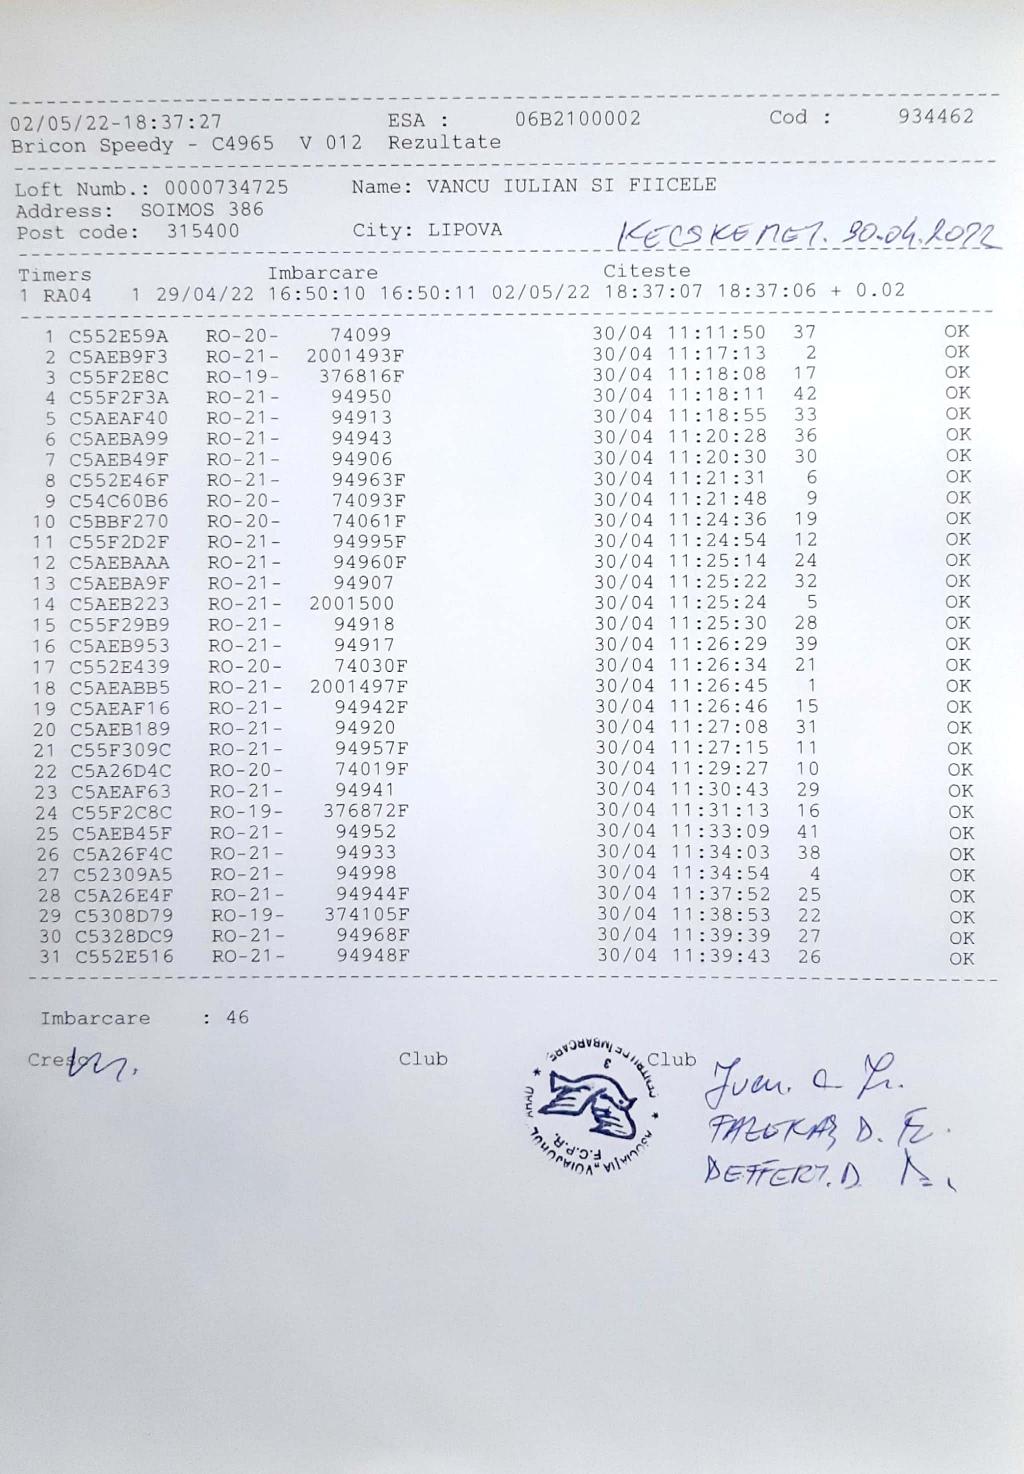 02/05/22-18:37:27 ESA : 06B2100002 Cod : 934462
Bricon Speedy - C4965 V 012 Rezultate
Loft Numb.: 0000734725 Name: VANCU IULIAN SI FIICELE
Address: SOIMOS 386
Post code: 315400 City: LIPOVA KECSKEMET. 30.04.2022
Timers Imbarcare Citeste
1 RA04 1 29/04/22 16:50:10 16:50:11 02/05/22 18:37:07 18:37:06 + 0.02
1 C552E59A RO-20- 74099 30/04 11:11:50 37 OK
2 C5AEB9F3 RO-21- 2001493F 30/04 11:17:13 2 OK
3 C55F2E8C RO-19- 376816F 30/04 11:18:08 17 OK
4 C55F2F3A RO-21- 94950 30/04 11:18:11 42 OK
5 C5AEAF40 RO-21- 94913 30/04 11:18:55 33 OK
6 C5AEBA99 RO-21- 94943 30/04 11:20:28 36 OK
7 C5AEB49F RO-21- 94906 30/04 11:20:30 30 OK
8 C552E46F RO-21- 94963F 30/04 11:21:31 6 OK
9 C54C60B6 RO-20- 74093F 30/04 11:21:48 9 OK
10 C5BBF270 RO-20- 74061F 30/04 11:24:36 19 OK
11 C55F2D2F RO-21- 94995F 30/04 11:24:54 12 OK
12 C5AEBAAA RO-21- 94960F 30/04 11:25:14 24 OK
13 C5AEBA9F RO-21- 94907 30/04 11:25:22 32 OK
14 C5AEB223 RO-21- 2001500 30/04 11:25:24 5 OK
15 C55F29B9 RO-21- 94918 30/04 11:25:30 28 OK
16 C5AEB953 RO-21- 94917 30/04 11:26:29 39 OK
17 C552E439 RO-20- 74030F 30/04 11:26:34 21 OK
18 C5AEABB5 RO-21- 2001497F 30/04 11:26:45 1 OK
19 C5AEAF16 RO-21- 94942F 30/04 11:26:46 15 OK
20 C5AEB189 RO-21- 94920 30/04 11:27:08 31 OK
21 C55F309C RO-21- 94957F 30/04 11:27:15 11 OK
22 C5A26D4C RO-20- 74019F 30/04 11:29:27 10 OK
23 C5AEAF63 RO-21- 94941 30/04 11:30:43 29 OK
24 C55F2C8C RO-19- 376872F 30/04 11:31:13 16 OK
25 C5AEB45F RO-21- 94952 30/04 11:33:09 41 OK
26 C5A26F4C RO-21- 94933 30/04 11:34:03 38 OK
27 C52309A5 RO-21- 94998 30/04 11:34:54 4 OK
28 C5A26E4F RO-21- 94944F 30/04 11:37:52 25 OK
29 C5308D79 RO-19- 374105F 30/04 11:38:53 22 OK
30 C5328DC9 RO-21- 94968F 30/04 11:39:39 27 OK
31 C552E516 RO-21- 94948F 30/04 11:39:43 26 OK
Imbarcare : 46
Club Club
FAZEKAS D.
DEFFERT. D
ASOCIAȚIA „VOIAJORUL
F.C.P.R.
3